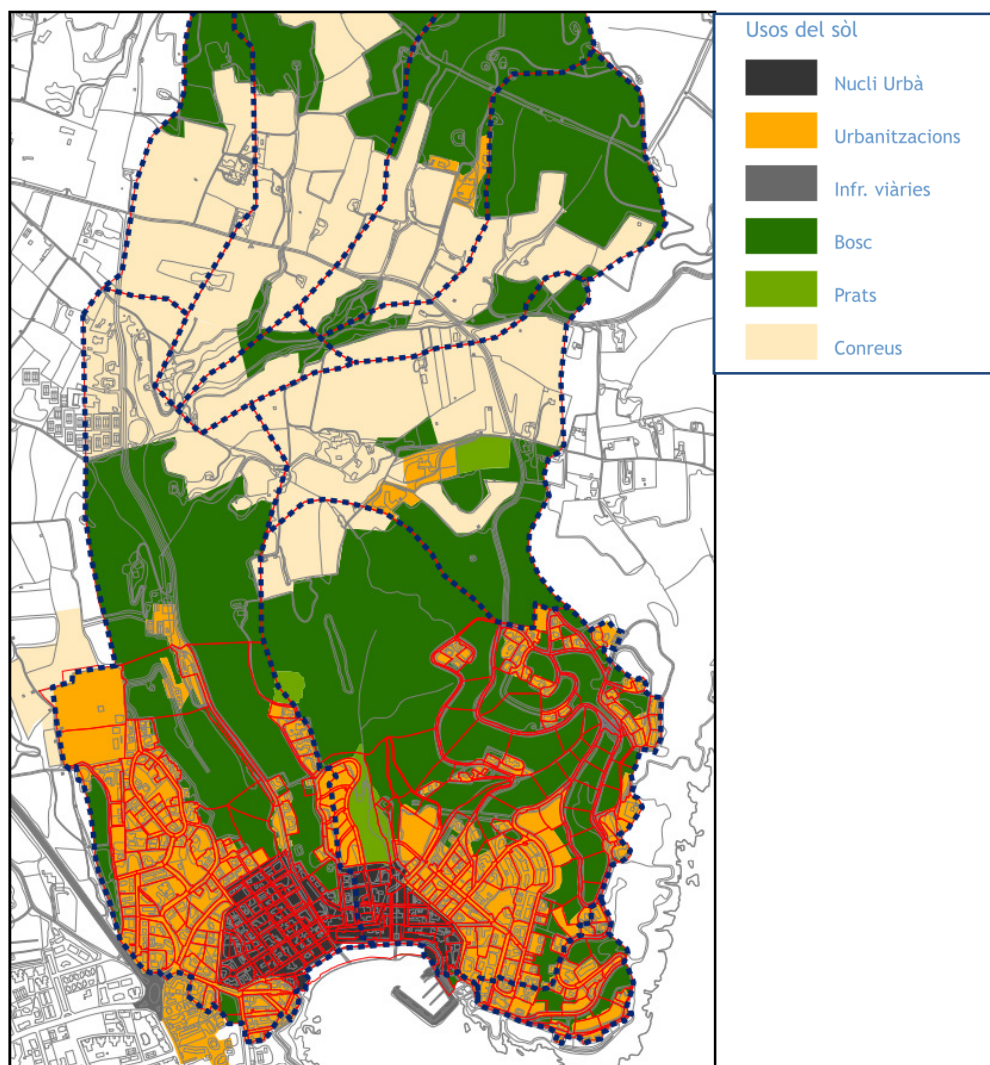 Usos del sòl
Nucli Urbà
Urbanitzacions
Infr. viàries
Bosc
Prats
Conreus